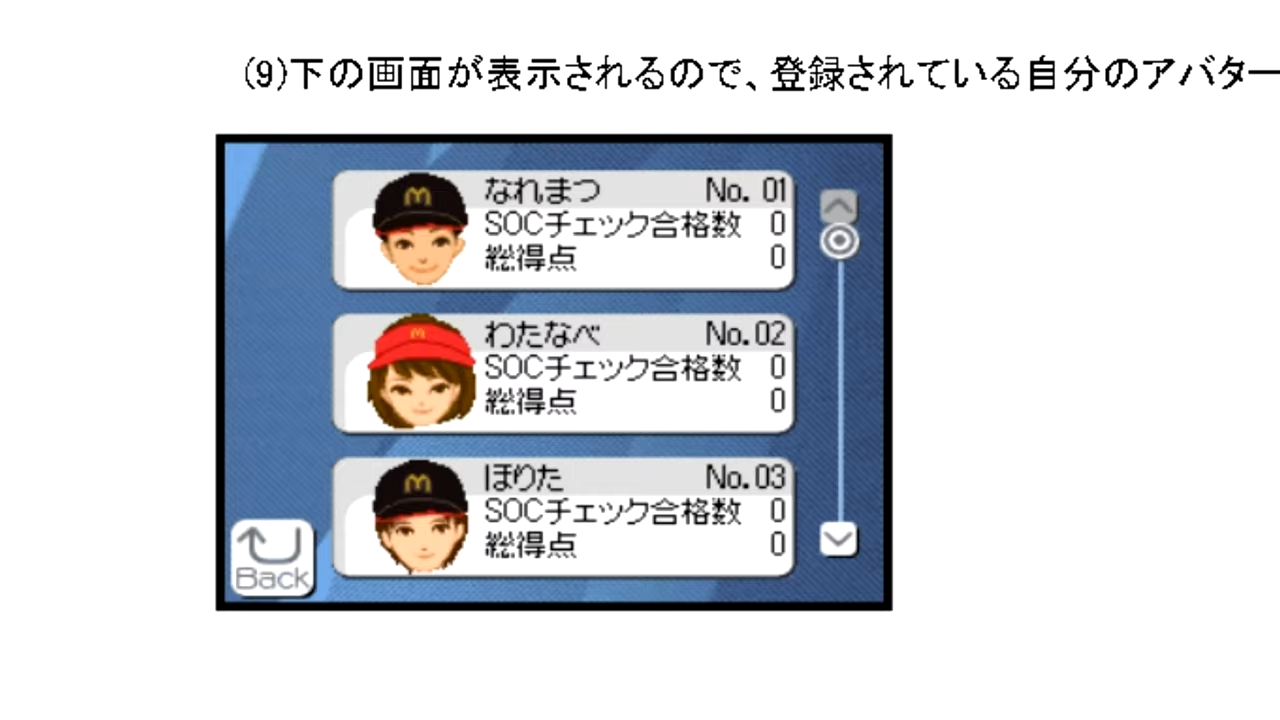 (9)下の画面が表示されるので、登録されている自分のアバター
なれまつ No. 01
SOCチェック合格数 0
総得点 0
わたなべ No.02
SOCチェック合格数 0
総得点 0
ほりた No.03
SOCチェック合格数 0
総得点 0
Back